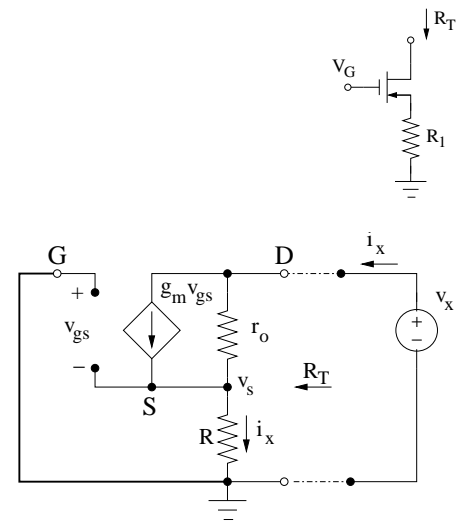 R_T
V_G
R_1
G
D
i_x
+
g_m v_gs
v_x
v_gs
r_o
+
−
−
R_T
S
v_s
R
i_x